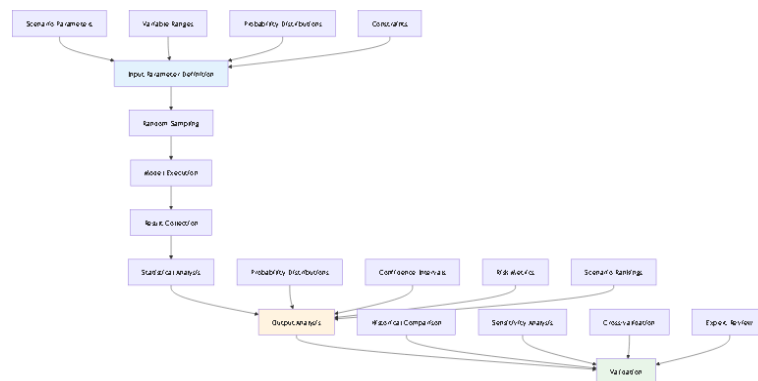 Scenario Parameters
Variable Ranges
Probability Distributions
Constraints
Input Parameter Definition
Random Sampling
Model Execution
Result Collection
Statistical Analysis
Probability Distributions
Confidence Intervals
Risk Metrics
Scenario Rankings
Output Analysis
Historical Comparison
Sensitivity Analysis
Cross-validation
Expert Review
Validation